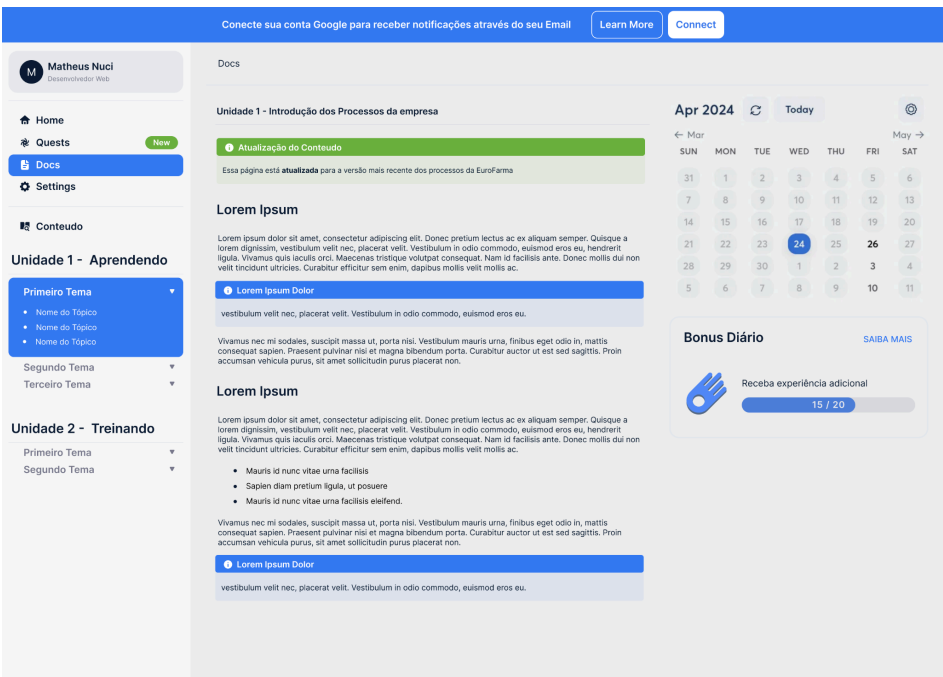 Conecte sua conta Google para receber notificações através do seu Email
Learn More
Connect
M
Matheus Nuci
Desenvolvedor Web
Home
Quests
New
Docs
Settings
Conteudo
Unidade 1 - Aprendendo
Primeiro Tema
Nome do Tópico
Nome do Tópico
Nome do Tópico
Segundo Tema
Terceiro Tema
Unidade 2 - Treinando
Primeiro Tema
Segundo Tema
Docs
Unidade 1 - Introdução dos Processos da empresa
Atualização do Conteudo
Essa página está atualizada para a versão mais recente dos processos da EuroFarma
Lorem Ipsum
Lorem ipsum dolor sit amet, consectetur adipiscing elit. Donec pretium lectus ac ex aliquam semper. Quisque a
lorem dignissim, vestibulum velit nec, placerat velit. Vestibulum in odio commodo, euismod eros eu, hendrerit
ligula. Vivamus quis iaculis orci. Maecenas tristique volutpat consequat. Nam id facilisis ante. Donec mollis dui non
velit tincidunt ultricies. Curabitur efficitur sem enim, dapibus mollis velit mollis ac.
Lorem Ipsum Dolor
vestibulum velit nec, placerat velit. Vestibulum in odio commodo, euismod eros eu.
Vivamus nec mi sodales, suscipit massa ut, porta nisi. Vestibulum mauris urna, finibus eget odio in, mattis
consequat sapien. Praesent pulvinar nisi et magna bibendum porta. Curabitur auctor ut est sed sagittis. Proin
accumsan vehicula purus, sit amet sollicitudin purus placerat non.
Lorem Ipsum
Lorem ipsum dolor sit amet, consectetur adipiscing elit. Donec pretium lectus ac ex aliquam semper. Quisque a
lorem dignissim, vestibulum velit nec, placerat velit. Vestibulum in odio commodo, euismod eros eu, hendrerit
ligula. Vivamus quis iaculis orci. Maecenas tristique volutpat consequat. Nam id facilisis ante. Donec mollis dui non
velit tincidunt ultricies. Curabitur efficitur sem enim, dapibus mollis velit mollis ac.
Mauris id nunc vitae urna facilisis
Sapien diam pretium ligula, ut posuere
Mauris id nunc vitae urna facilisis eleifend.
Vivamus nec mi sodales, suscipit massa ut, porta nisi. Vestibulum mauris urna, finibus eget odio in, mattis
consequat sapien. Praesent pulvinar nisi et magna bibendum porta. Curabitur auctor ut est sed sagittis. Proin
accumsan vehicula purus, sit amet sollicitudin purus placerat non.
Lorem Ipsum Dolor
vestibulum velit nec, placerat velit. Vestibulum in odio commodo, euismod eros eu.
Apr 2024
Today
← Mar
May →
SUN MON TUE WED THU FRI SAT
31 1 2 3 4 5 6
7 8 9 10 11 12 13
14 15 16 17 18 19 20
21 22 23 24 25 26 27
28 29 30 1 2 3 4
5 6 7 8 9 10 11
Bonus Diário
SAIBA MAIS
Receba experiência adicional
15 / 20